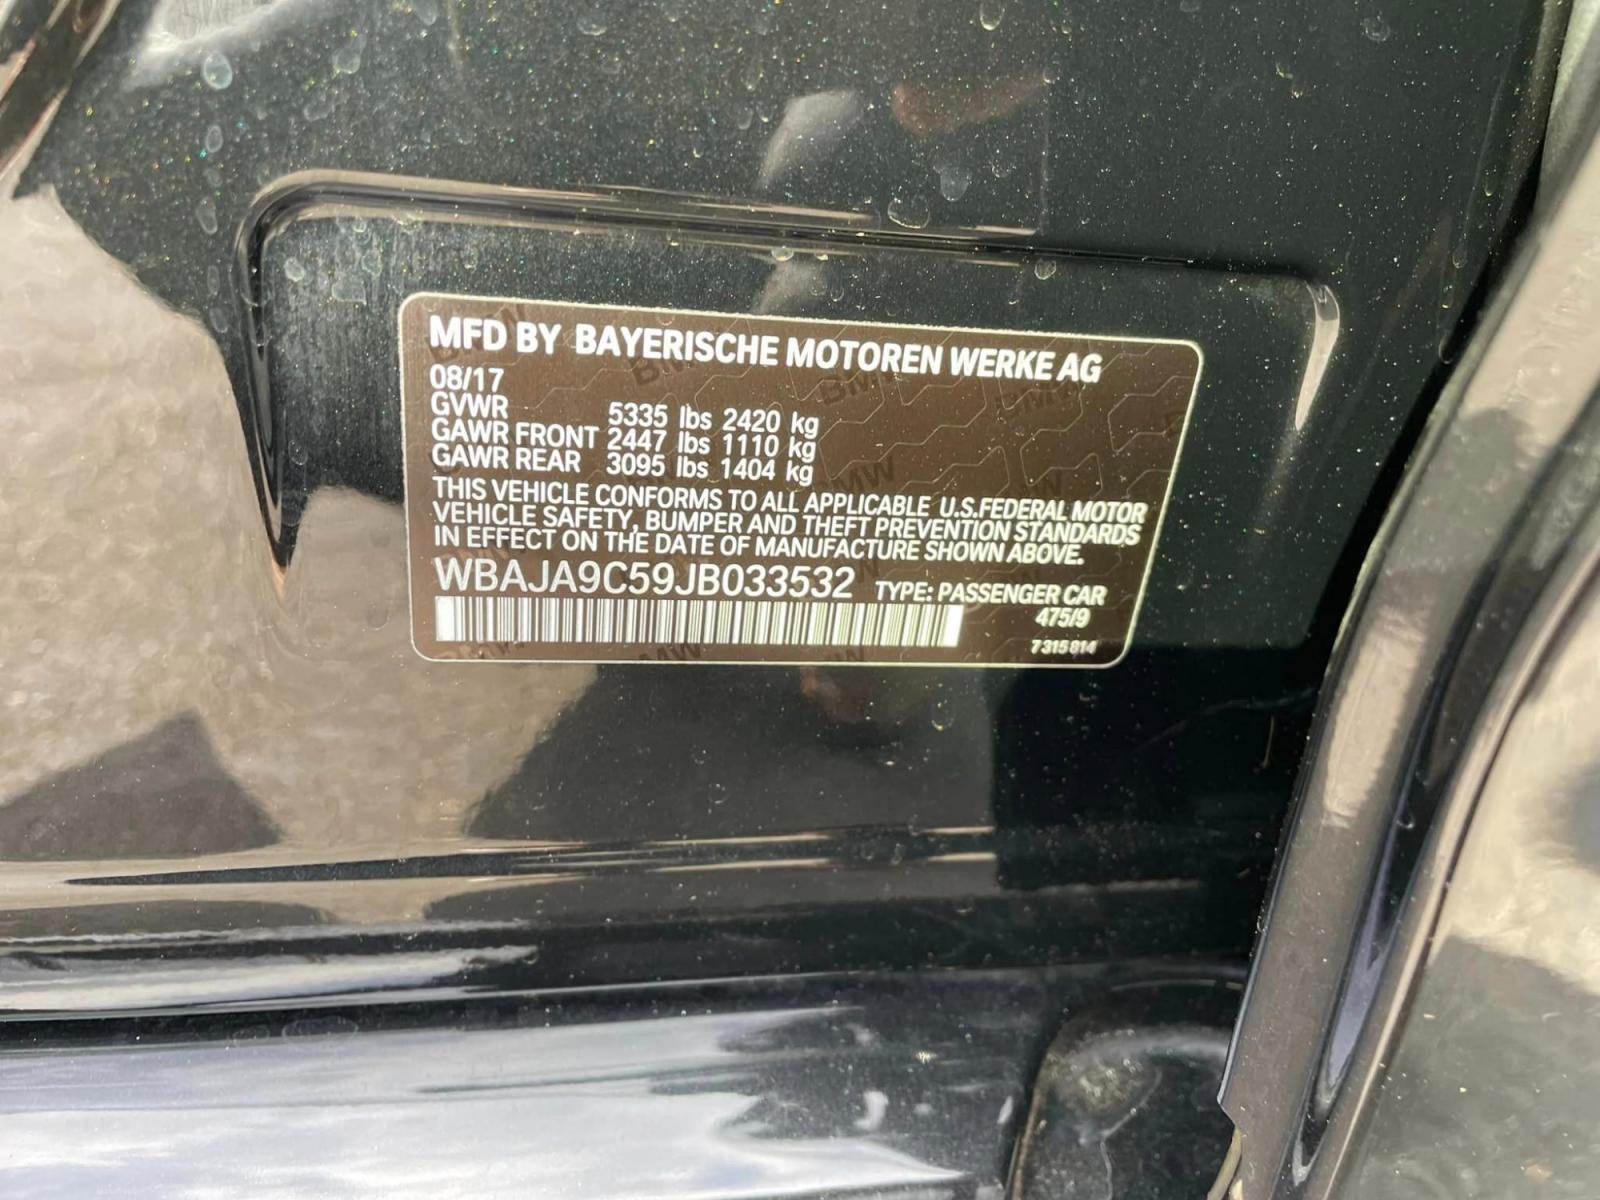 MFD BY BAYERISCHE MOTOREN WERKE AG
08/17
GVWR 5335 lbs 2420 kg
GAWR FRONT 2447 lbs 1110 kg
GAWR REAR 3095 lbs 1404 kg
THIS VEHICLE CONFORMS TO ALL APPLICABLE U.S.FEDERAL MOTOR
VEHICLE SAFETY, BUMPER AND THEFT PREVENTION STANDARDS
IN EFFECT ON THE DATE OF MANUFACTURE SHOWN ABOVE.
WBAJA9C59JB033532 TYPE: PASSENGER CAR
475/9
7 315 814